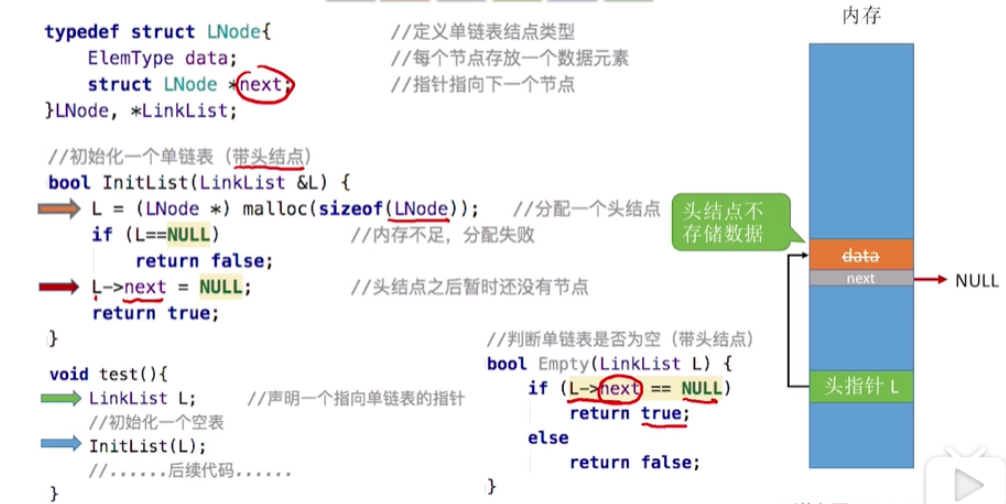 typedef struct LNode{ //定义单链表结点类型
ElemType data; //每个节点存放一个数据元素
struct LNode *next; //指针指向下一个节点
}LNode, *LinkList;
//初始化一个单链表（带头结点）
bool InitList(LinkList &L) {
L = (LNode *) malloc(sizeof(LNode)); //分配一个头结点
if (L==NULL) //内存不足，分配失败
return false;
L->next = NULL; //头结点之后暂时还没有节点
return true;
}
void test(){
LinkList L; //声明一个指向单链表的指针
//初始化一个空表
InitList(L);
//......后续代码......
}
//判断单链表是否为空（带头结点）
bool Empty(LinkList L) {
if (L->next == NULL)
return true;
else
return false;
}
内存
头结点不
存储数据
data
next
NULL
头指针 L